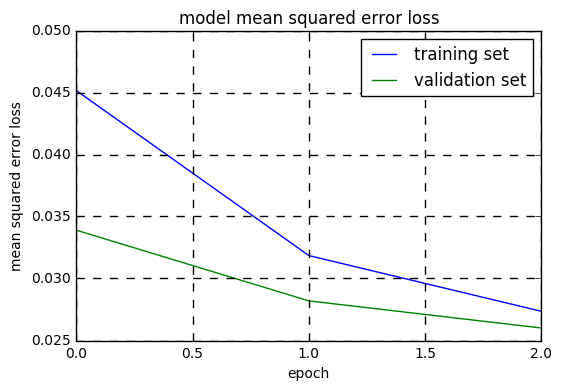 model mean squared error loss
0.050
0.045
0.040
0.035
0.030
0.025
mean squared error loss
training set
validation set
0.0 0.5 1.0 1.5 2.0
epoch